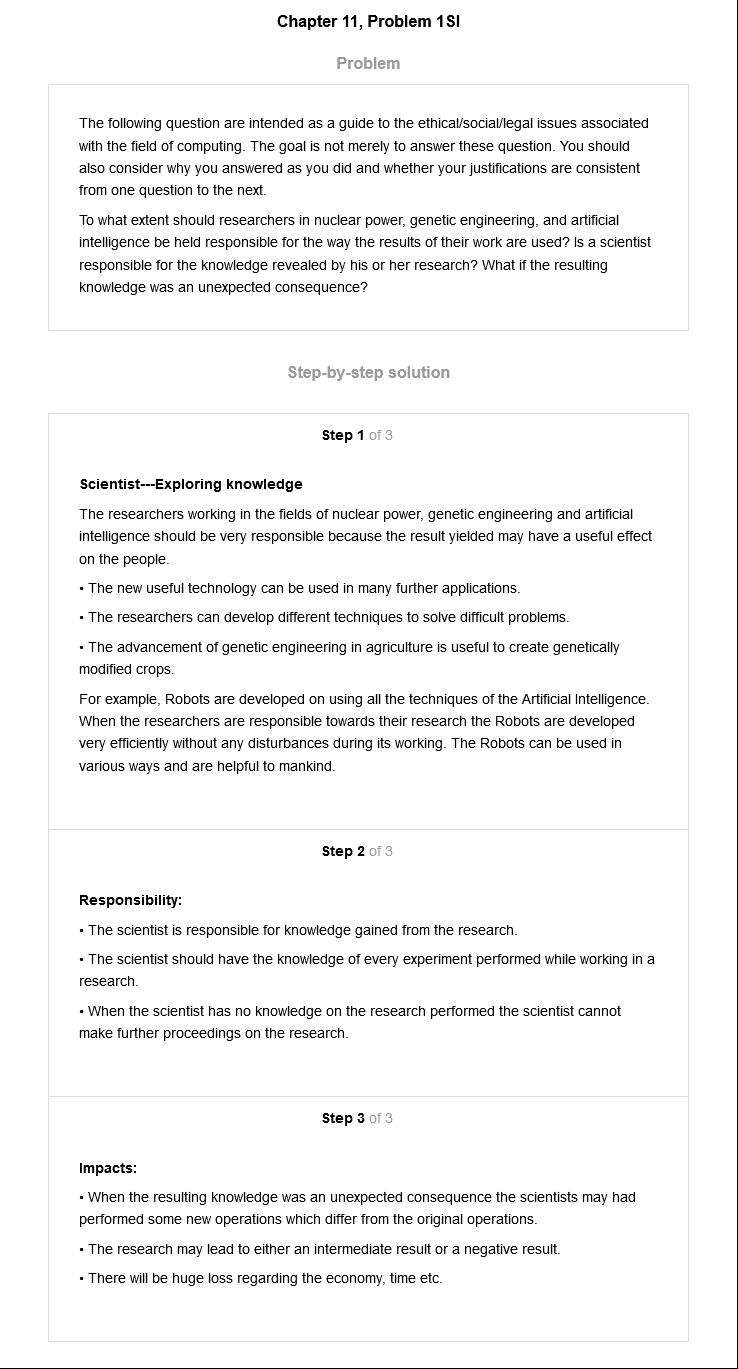 Chapter 11, Problem 1SI
Problem
The following question are intended as a guide to the ethical/social/legal issues associated
with the field of computing. The goal is not merely to answer these question. You should
also consider why you answered as you did and whether your justifications are consistent
from one question to the next.
To what extent should researchers in nuclear power, genetic engineering, and artificial
intelligence be held responsible for the way the results of their work are used? Is a scientist
responsible for the knowledge revealed by his or her research? What if the resulting
knowledge was an unexpected consequence?
Step-by-step solution
Step 1 of 3
Scientist---Exploring knowledge
The researchers working in the fields of nuclear power, genetic engineering and artificial
intelligence should be very responsible because the result yielded may have a useful effect
on the people.
• The new useful technology can be used in many further applications.
• The researchers can develop different techniques to solve difficult problems.
• The advancement of genetic engineering in agriculture is useful to create genetically
modified crops.
For example, Robots are developed on using all the techniques of the Artificial Intelligence.
When the researchers are responsible towards their research the Robots are developed
very efficiently without any disturbances during its working. The Robots can be used in
various ways and are helpful to mankind.
Step 2 of 3
Responsibility:
• The scientist is responsible for knowledge gained from the research.
• The scientist should have the knowledge of every experiment performed while working in a
research.
• When the scientist has no knowledge on the research performed the scientist cannot
make further proceedings on the research.
Step 3 of 3
Impacts:
• When the resulting knowledge was an unexpected consequence the scientists may had
performed some new operations which differ from the original operations.
• The research may lead to either an intermediate result or a negative result.
• There will be huge loss regarding the economy, time etc.